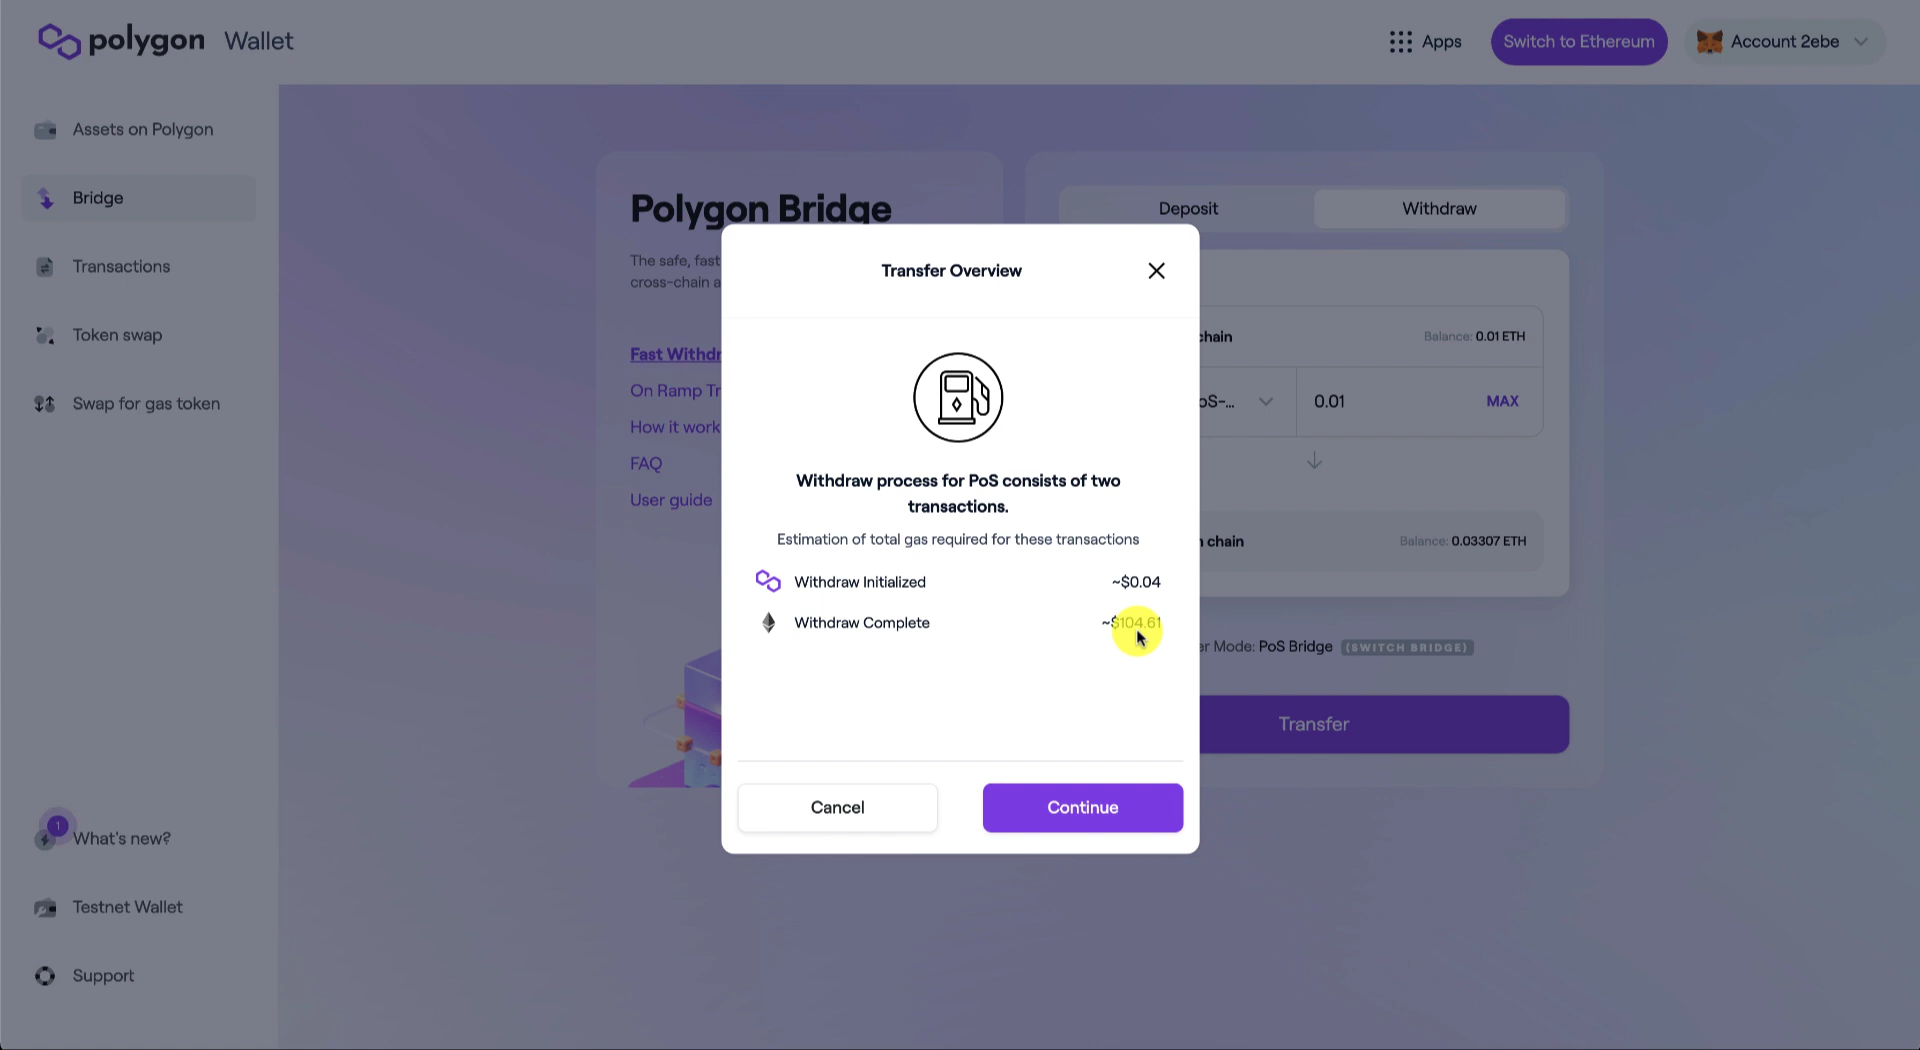 polygon Wallet
Apps
Switch to Ethereum
Account 2ebe
Assets on Polygon
Bridge
Transactions
Token swap
Swap for gas token
1
What's new?
Testnet Wallet
Support
Polygon Bridge
The safe, fast
cross-chain a
Fast Withdr
On Ramp Tr
How it work
FAQ
User guide
Deposit
Withdraw
chain
Balance: 0.01 ETH
oS-...
0.01
MAX
chain
Balance: 0.03307 ETH
er Mode: PoS Bridge (SWITCH BRIDGE)
Transfer
Transfer Overview
Withdraw process for PoS consists of two
transactions.
Estimation of total gas required for these transactions
Withdraw Initialized ~$0.04
Withdraw Complete ~$104.61
Cancel
Continue